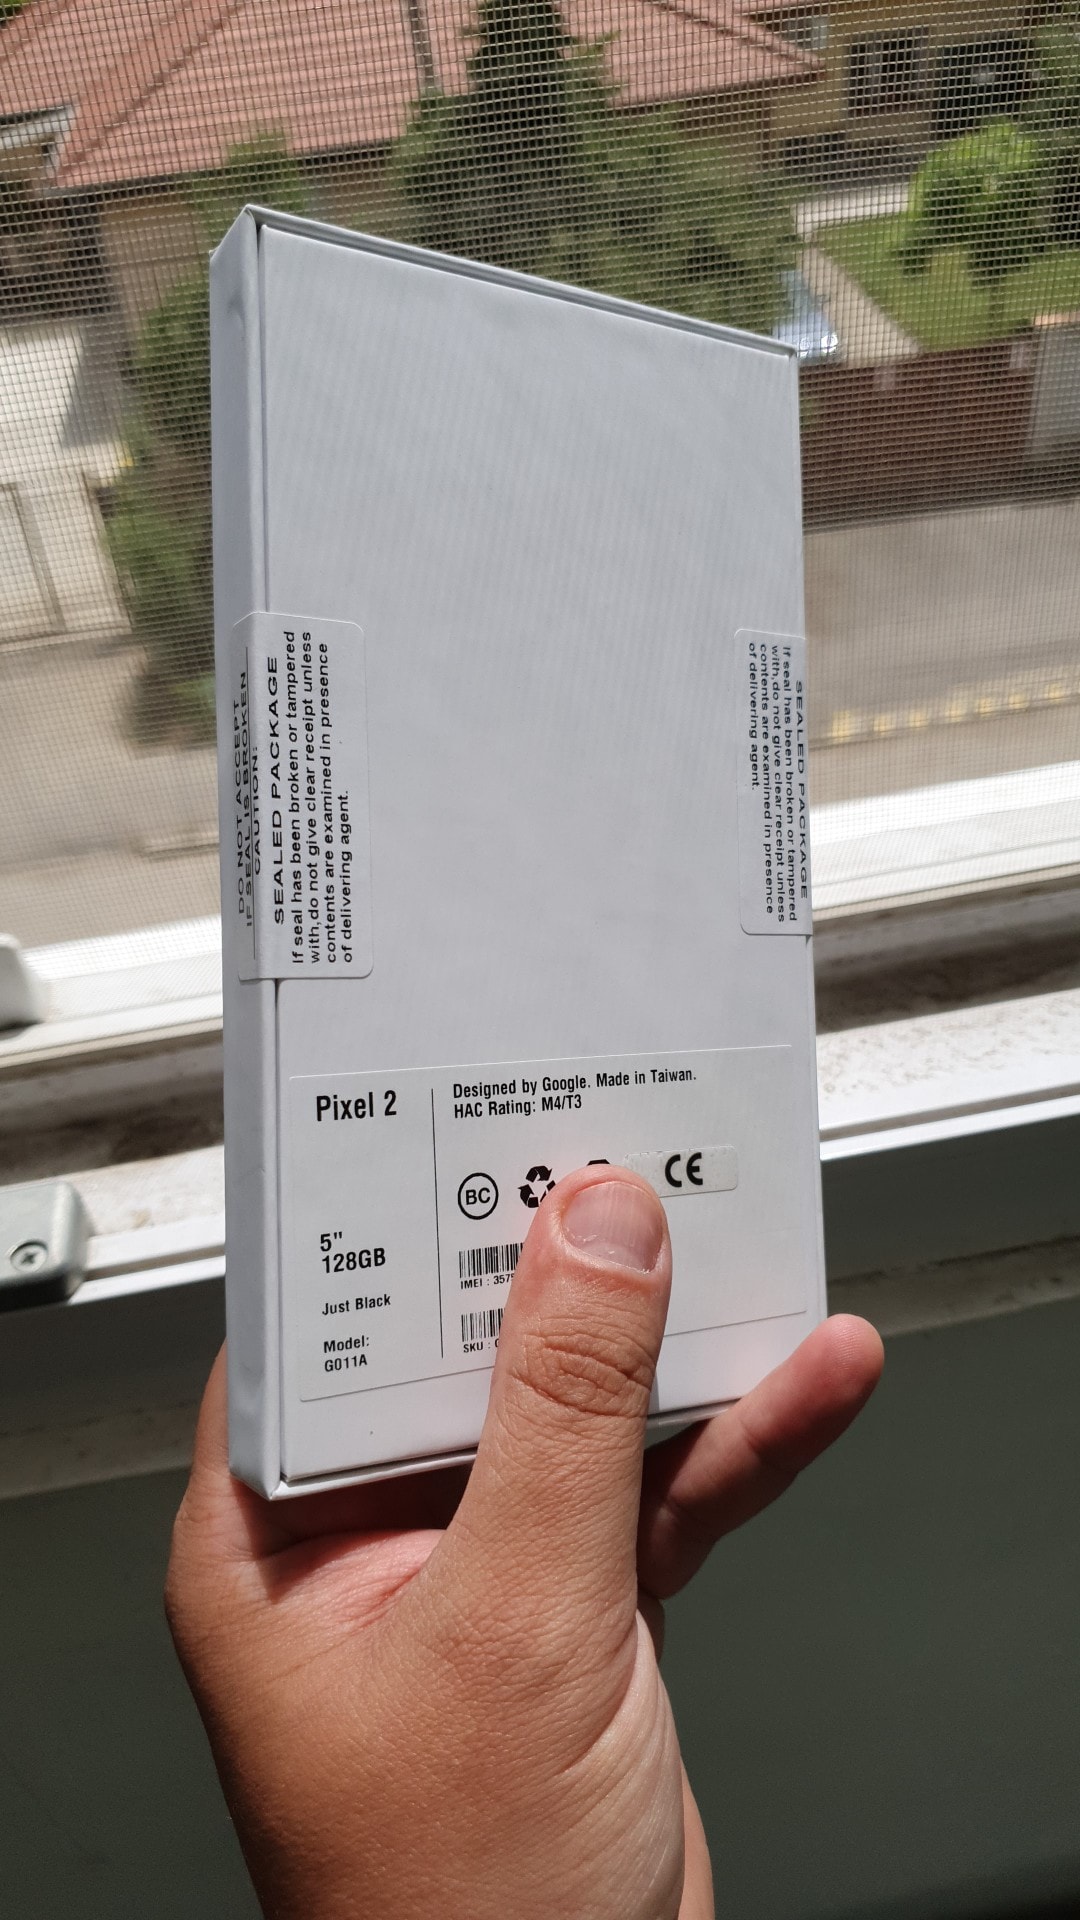 DO NOT ACCEPT
IF SEAL IS BROKEN
CAUTION:
SEALED PACKAGE
If seal has been broken or tampered
with,do not give clear receipt unless
contents are examined in presence
of delivering agent.
SEALED PACKAGE
If seal has been broken or tampered
with,do not give clear receipt unless
contents are examined in presence
of delivering agent.
Pixel 2
5"
128GB
Just Black
Model:
G011A
Designed by Google. Made in Taiwan.
HAC Rating: M4/T3
BC
CE
IMEI : 357
SKU :